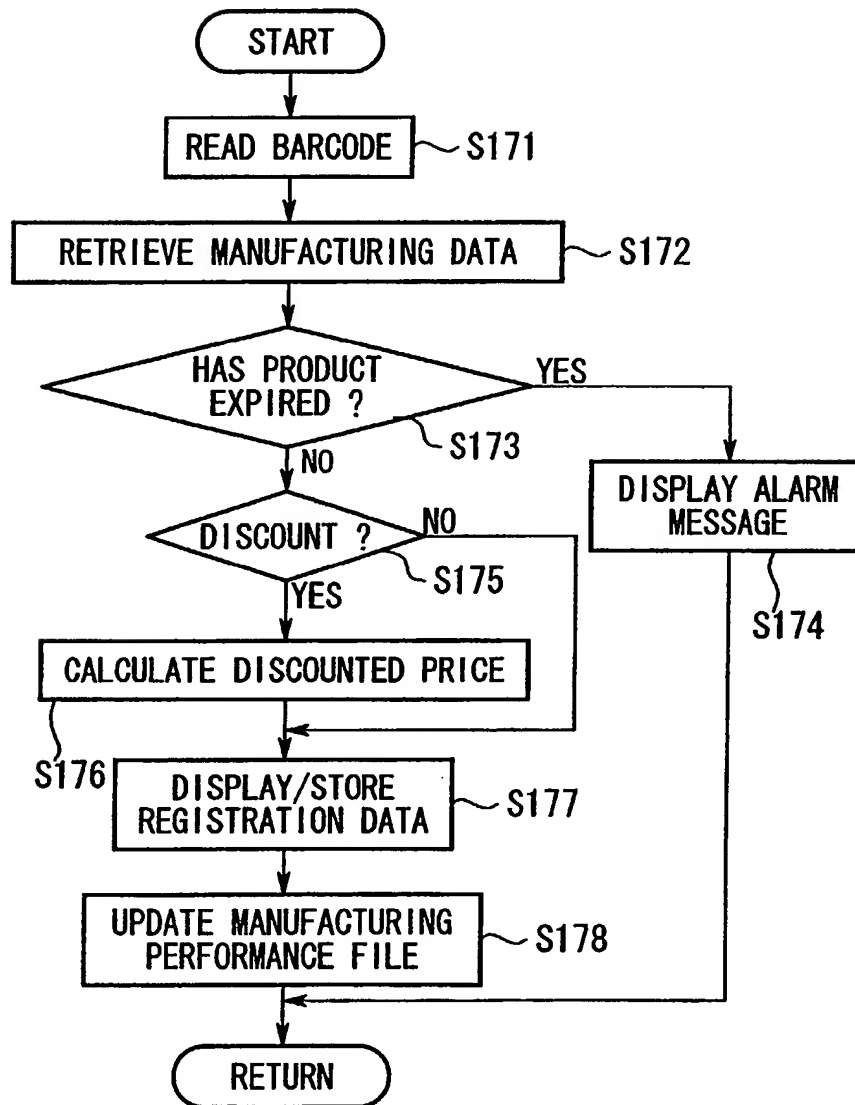 START
READ BARCODE
S171
RETRIEVE MANUFACTURING DATA
S172
HAS PRODUCT
EXPIRED ?
YES
S173
NO
DISPLAY ALARM
MESSAGE
S174
DISCOUNT ?
NO
S175
YES
CALCULATE DISCOUNTED PRICE
S176
DISPLAY/STORE
REGISTRATION DATA
S177
UPDATE MANUFACTURING
PERFORMANCE FILE
S178
RETURN